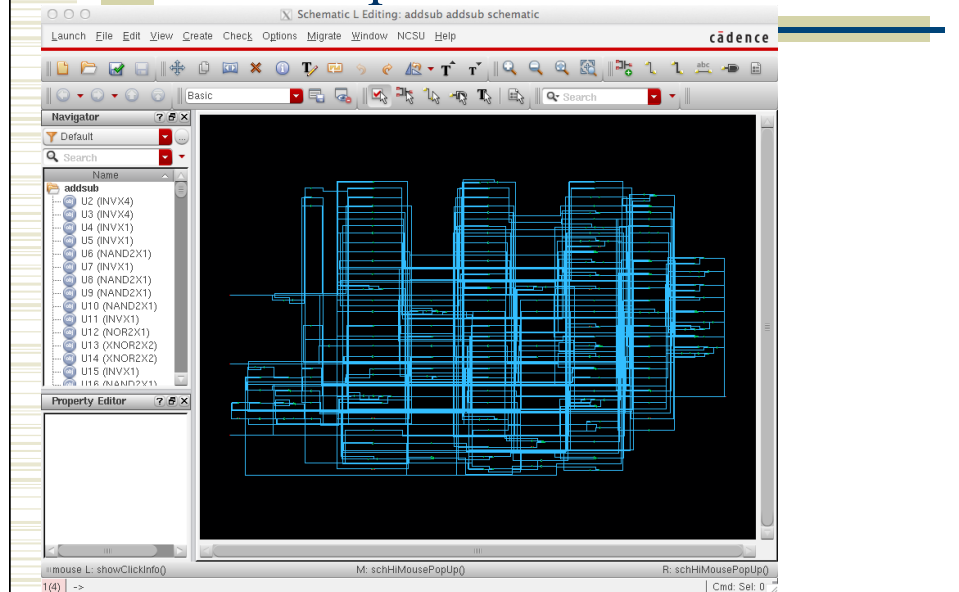 Schematic L Editing: addsub addsub schematic
Launch File Edit View Create Check Options Migrate Window NCSU Help
cādence
abc
Basic
Search
Navigator
Default
Search
Name
addsub
U2 (INVX4)
U3 (INVX4)
U4 (INVX1)
U5 (INVX1)
U6 (NAND2X1)
U7 (INVX1)
U8 (NAND2X1)
U9 (NAND2X1)
U10 (NAND2X1)
U11 (INVX1)
U12 (NOR2X1)
U13 (XNOR2X2)
U14 (XNOR2X2)
U15 (INVX1)
U16 (NAND2X1)
Property Editor
mouse L: showClickInfo() M: schHiMousePopUp() R: schHiMousePopUp()
1(4) -> Cmd: Sel: 0